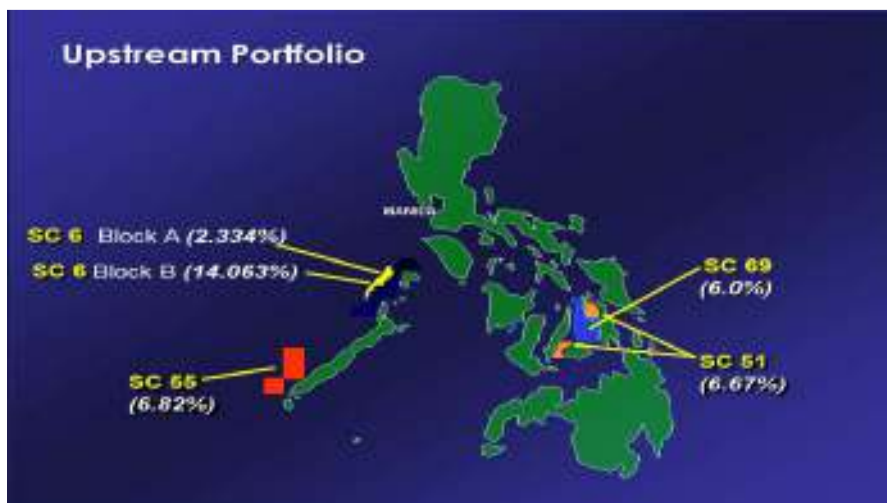 Upstream Portfolio
MANILA
SC 6 Block A (2.334%)
SC 6 Block B (14.063%)
SC 69
(6.0%)
SC 55
(6.82%)
SC 51
(6.67%)